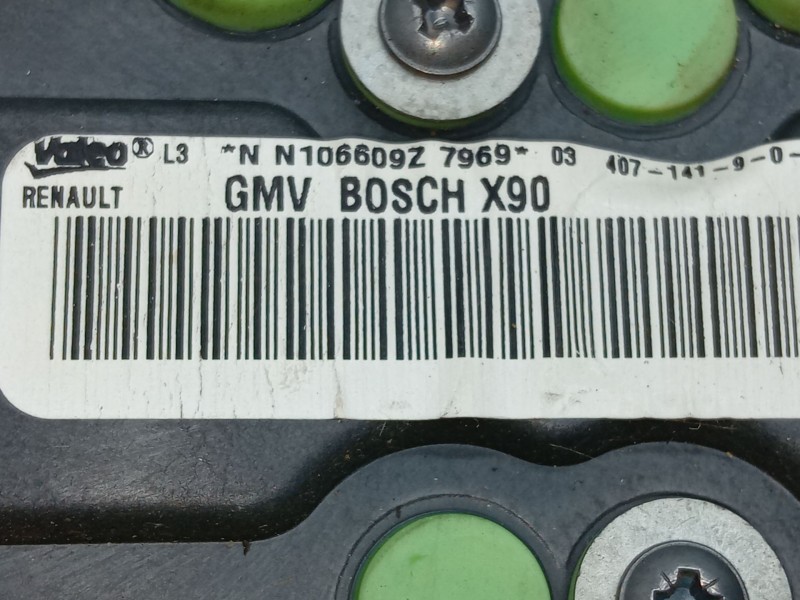 Valeo® L3 *N N106609Z 7969* 03 407-141-9-0-
RENAULT GMV BOSCH X90